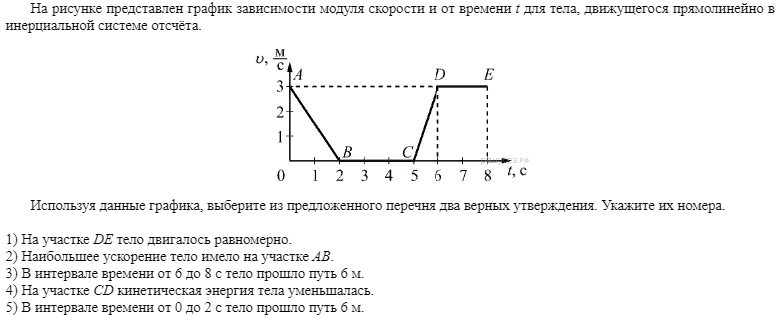 На рисунке представлен график зависимости модуля скорости υ от времени t для тела, движущегося прямолинейно в
инерциальной системе отсчёта.
υ, м/с
A
D
E
3
2
1
B
C
0 1 2 3 4 5 6 7 8 t, с
Используя данные графика, выберите из предложенного перечня два верных утверждения. Укажите их номера.
1) На участке DE тело двигалось равномерно.
2) Наибольшее ускорение тело имело на участке AB.
3) В интервале времени от 6 до 8 с тело прошло путь 6 м.
4) На участке CD кинетическая энергия тела уменьшалась.
5) В интервале времени от 0 до 2 с тело прошло путь 6 м.